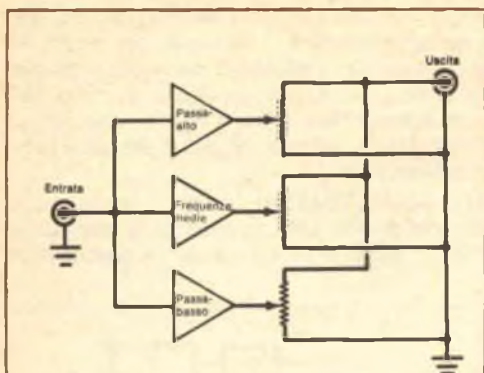 Uscita
Passa-
alto
Entrata
Frequenze
medie
Passa-
basso